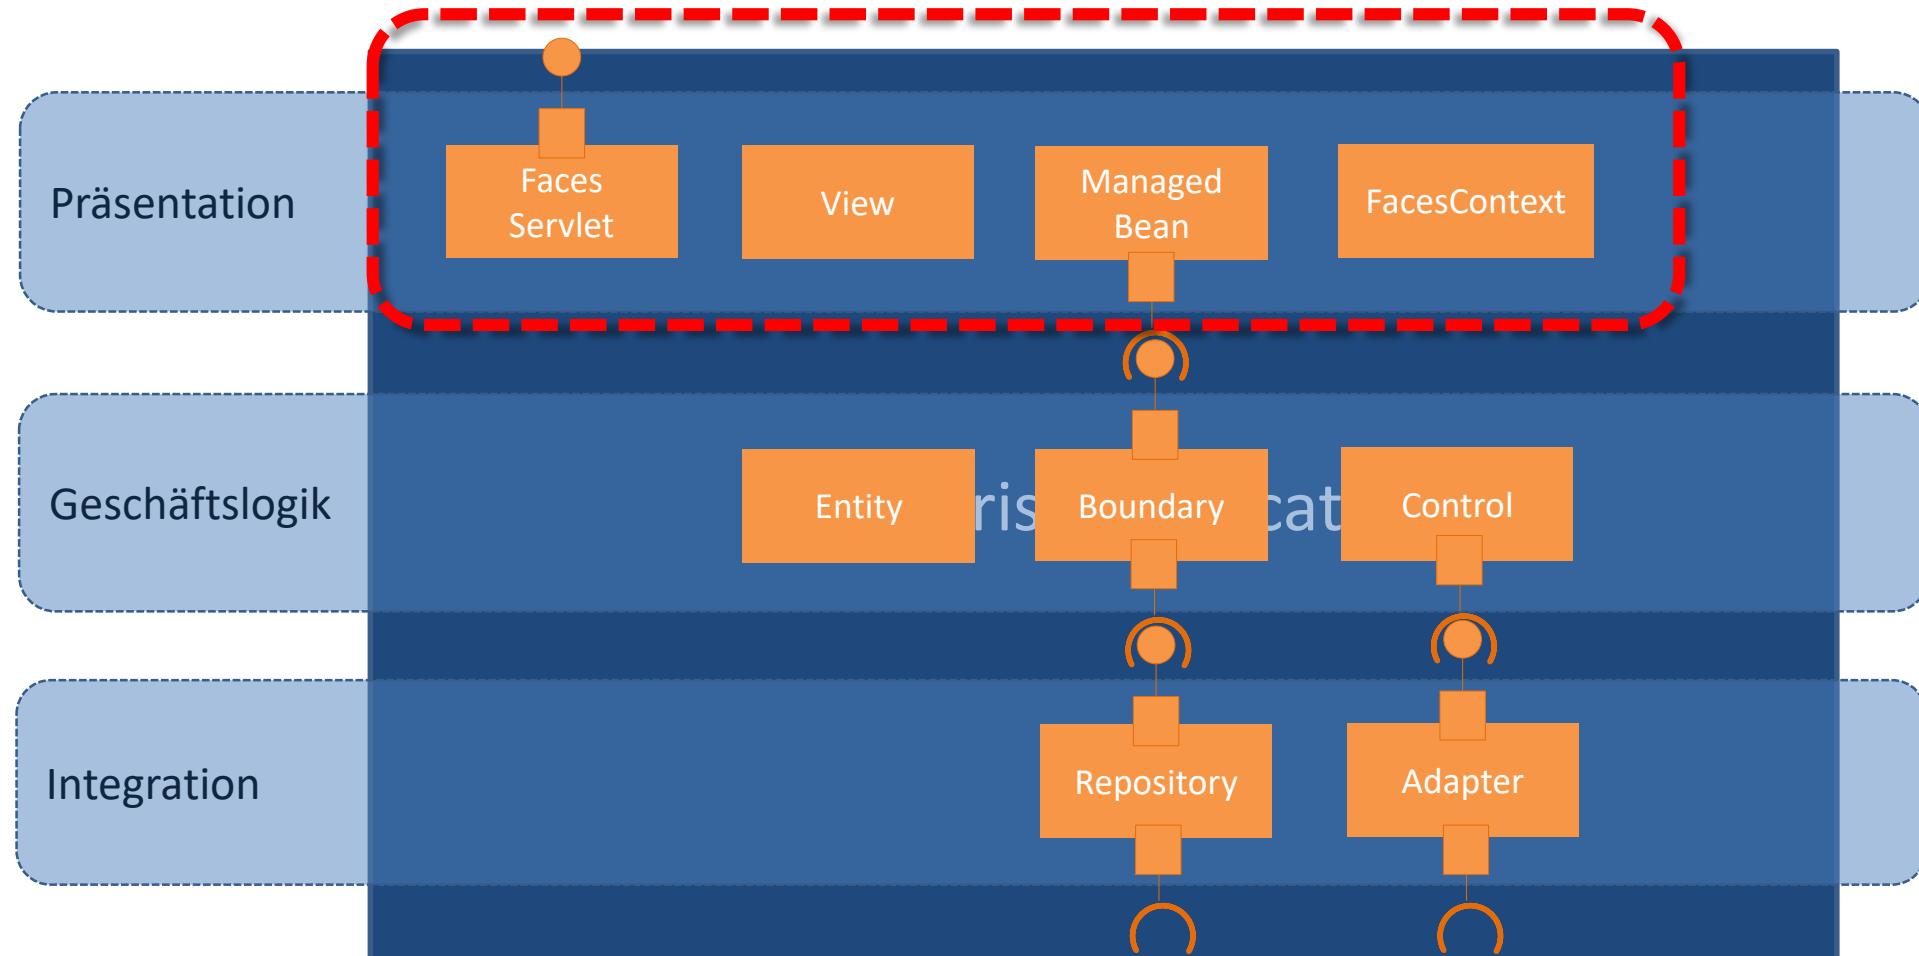 Präsentation
Faces
Servlet
View
Managed
Bean
FacesContext
Geschäftslogik
Entity
Boundary
Control
Integration
Repository
Adapter